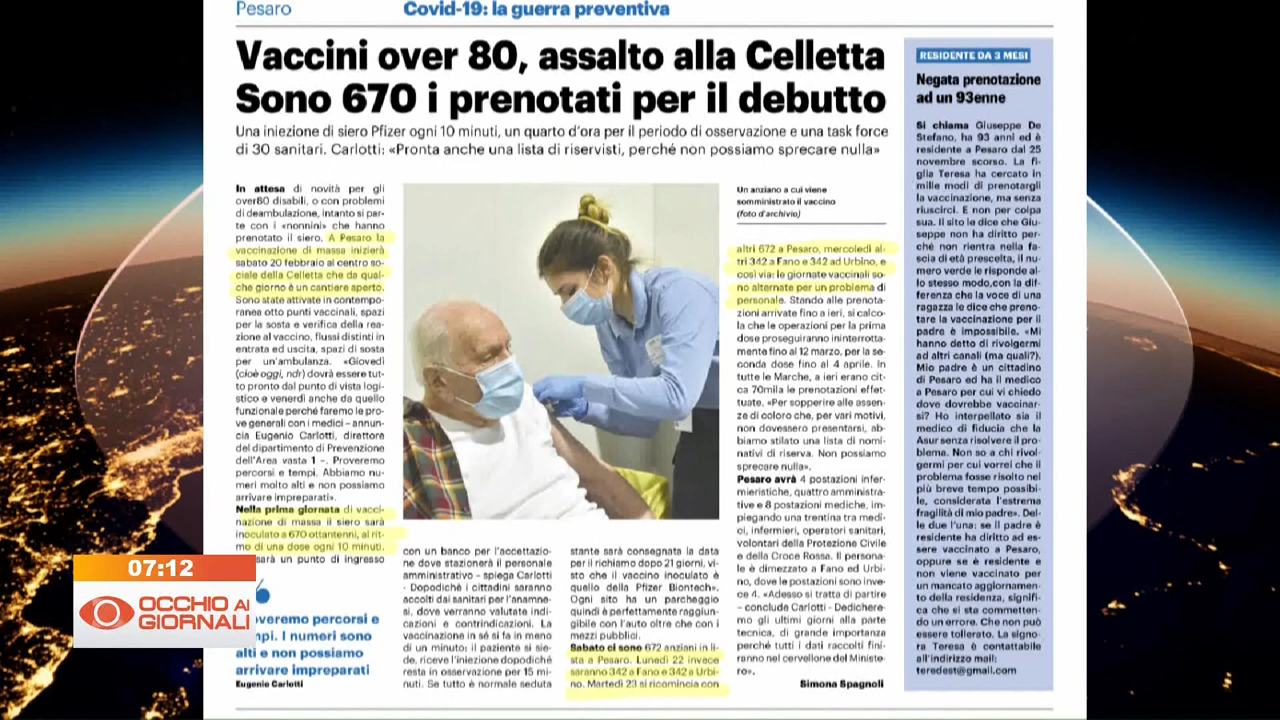 Pesaro
Covid-19: la guerra preventiva
Vaccini over 80, assalto alla Celletta
Sono 670 i prenotati per il debutto
Una iniezione di siero Pfizer ogni 10 minuti, un quarto d'ora per il periodo di osservazione e una task force
di 30 sanitari. Carlotti: «Pronta anche una lista di riservisti, perché non possiamo sprecare nulla»
In attesa di novità per gli
over80 disabili, o con problemi
di deambulazione, intanto si par-
te con i «nonnini» che hanno
prenotato il siero. A Pesaro la
vaccinazione di massa inizierà
sabato 20 febbraio al centro so-
ciale della Celletta che da qual-
che giorno è un cantiere aperto.
Sono state attivate in contempo-
ranea otto punti vaccinali, spazi
per la sosta e verifica della rea-
zione al vaccino, flussi distinti in
entrata ed uscita, spazi di sosta
per un'ambulanza. «Giovedì
(cioè oggi, ndr) dovrà essere tut-
to pronto dal punto di vista logi-
stico e venerdì anche da quello
funzionale perché faremo le pro-
ve generali con i medici – annun-
cia Eugenio Carlotti, direttore
del dipartimento di Prevenzione
dell'Area vasta 1 –. Proveremo
percorsi e tempi. Abbiamo nu-
meri molto alti e non possiamo
arrivare impreparati».
Nella prima giornata di vacci-
nazione di massa il siero sarà
inoculato a 670 ottantenni, al rit-
mo di una dose ogni 10 minuti.
sarà un punto di ingresso
overemo percorsi e
mpi. I numeri sono
alti e non possiamo
arrivare impreparati
Eugenio Carlotti
con un banco per l'accettazio-
ne dove stazionerà il personale
amministrativo – spiega Carlotti
- Dopodiché i cittadini saranno
accolti dai sanitari per l'anamne-
si, dove verranno valutate indi-
cazioni e contrindicazioni. La
vaccinazione in sé si fa in meno
di un minuto; il paziente si sie-
de, riceve l'iniezione dopodiché
resta in osservazione per 15 mi-
nuti. Se tutto è normale seduta
stante sarà consegnata la data
per il richiamo dopo 21 giorni, vi-
sto che il vaccino inoculato è
quello della Pfizer Biontech».
Ogni sito ha un parcheggio
quindi è perfettamente raggiun-
gibile con l'auto oltre che con i
mezzi pubblici.
Sabato ci sono 672 anziani in li-
sta a Pesaro. Lunedì 22 invece
saranno 342 a Fano e 342 a Urbi-
no. Martedì 23 si ricomincia con
Un anziano a cui viene
somministrato il vaccino
(foto d'archivio)
altri 672 a Pesaro, mercoledì al-
tri 342 a Fano e 342 ad Urbino, e
così via: le giornate vaccinali so-
no alternate per un problema di
personale. Stando alle prenota-
zioni arrivate fino a ieri, si calco-
la che le operazioni per la prima
dose proseguiranno ininterrotta-
mente fino al 12 marzo, per la se-
conda dose fino al 4 aprile. In
tutte le Marche, a ieri erano cir-
ca 70mila le prenotazioni effet-
tuate. «Per sopperire alle assen-
ze di coloro che, per vari motivi,
non dovessero presentarsi, ab-
biamo stilato una lista di nomi-
nativi di riserva. Non possiamo
sprecare nulla».
Pesaro avrà 4 postazioni infer-
mieristiche, quattro amministra-
tive e 8 postazioni mediche, im-
piegando una trentina tra medi-
ci, infermieri, operatori sanitari,
volontari della Protezione Civile
e della Croce Rossa. Il persona-
le è dimezzato a Fano ed Urbi-
no, dove le postazioni sono inve-
ce 4. «Adesso si tratta di partire
– conclude Carlotti - Dedichere-
mo gli ultimi giorni alla parte
tecnica, di grande importanza
perché tutti i dati raccolti fini-
ranno nel cervellone del Ministe-
ro».
Simona Spagnoli
RESIDENTE DA 3 MESI
Negata prenotazione
ad un 93enne
Si chiama Giuseppe De
Stefano, ha 93 anni ed è
residente a Pesaro dal 25
novembre scorso. La fi-
glia Teresa ha cercato in
mille modi di prenotargli
la vaccinazione, ma senza
riuscirci. E non per colpa
sua. Il sito le dice che Giu-
seppe non ha diritto per-
ché non rientra nella fa-
scia di età prescelta, il nu-
mero verde le risponde al-
lo stesso modo,con la dif-
ferenza che la voce di una
ragazza le dice che preno-
tare la vaccinazione per il
padre è impossibile. «Mi
hanno detto di rivolgermi
ad altri canali (ma quali?).
Mio padre è un cittadino
di Pesaro ed ha il medico
a Pesaro per cui vi chiedo
dove dovrebbe vaccinar-
si? Ho interpellato sia il
medico di fiducia che la
Asur senza risolvere il pro-
blema. Non so a chi rivol-
germi per cui vorrei che il
problema fosse risolto nel
più breve tempo possibi-
le, considerata l'estrema
fragilità di mio padre». Del-
le due l'una: se il padre è
residente ha diritto ad es-
sere vaccinato a Pesaro,
oppure se è residente e
non viene vaccinato per
un mancato aggiornamen-
to della residenza, signifi-
ca che si sta commetten-
do un errore. Che non può
essere tollerato. La signo-
ra Teresa è contattabile
all'indirizzo mail:
teredest@gmail.com
07:12
OCCHIO AI
GIORNALI